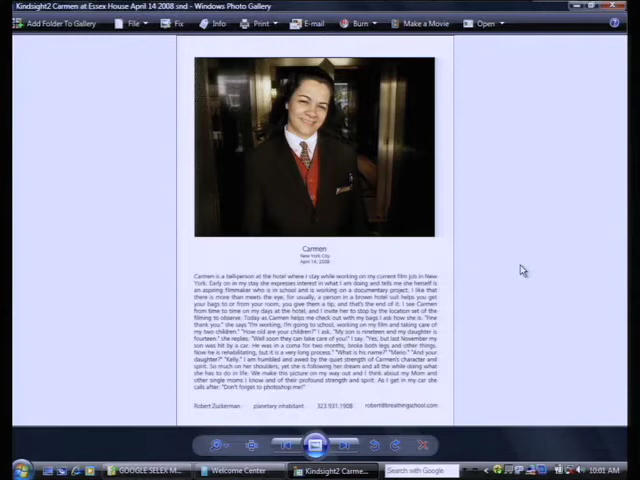 Kindsight2 Carmen at Essex House April 14 2008 snd - Windows Photo Gallery
Add Folder To Gallery File Fix Info Print E-mail Burn Make a Movie Open
Carmen
New York City
April 14, 2008
Carmen is a bell-person at the hotel where I stay while working on my current film job in New
York. Early on in my stay she expresses interest in what I am doing and tells me she herself is
an aspiring filmmaker who is in school and is working on a documentary project. I like that
there is more than meets the eye, for usually, a person in a brown hotel suit helps you get
your bags to or from your room, you give them a tip, and that's the end of it. I see Carmen
from time to time on my days at the hotel, and I invite her to stop by the location set of the
filming to observe. Today as Carmen helps me check out with my bags I ask how she is. "Fine
thank you." she says "I'm working, I'm going to school, working on my film and taking care of
my two children." "How old are your children?" I ask. "My son is nineteen and my daughter is
fourteen." she replies. "Well soon they can take care of you!" I say. "Yes, but last November my
son was hit by a car. He was in a coma for two months, broke both legs and other things.
Now he is rehabilitating, but it is a very long process." "What is his name?" "Mario." "And your
daughter?" "Kelly." I am humbled and awed by the quiet strength of Carmen's character and
spirit. So much on her shoulders, yet she is following her dream and all the while doing what
she has to do in life. We make this picture on my way out and I think about my Mom and
other single moms I know and of their profound strength and spirit. As I get in my car she
calls after: "Don't forget to photoshop me!"
Robert Zuckerman planetary inhabitant 323.931.1908 robert@breathingschool.com
GOOGLE SELEX M... Welcome Center Kindsight2 Carme... Search with Google 10:01 AM